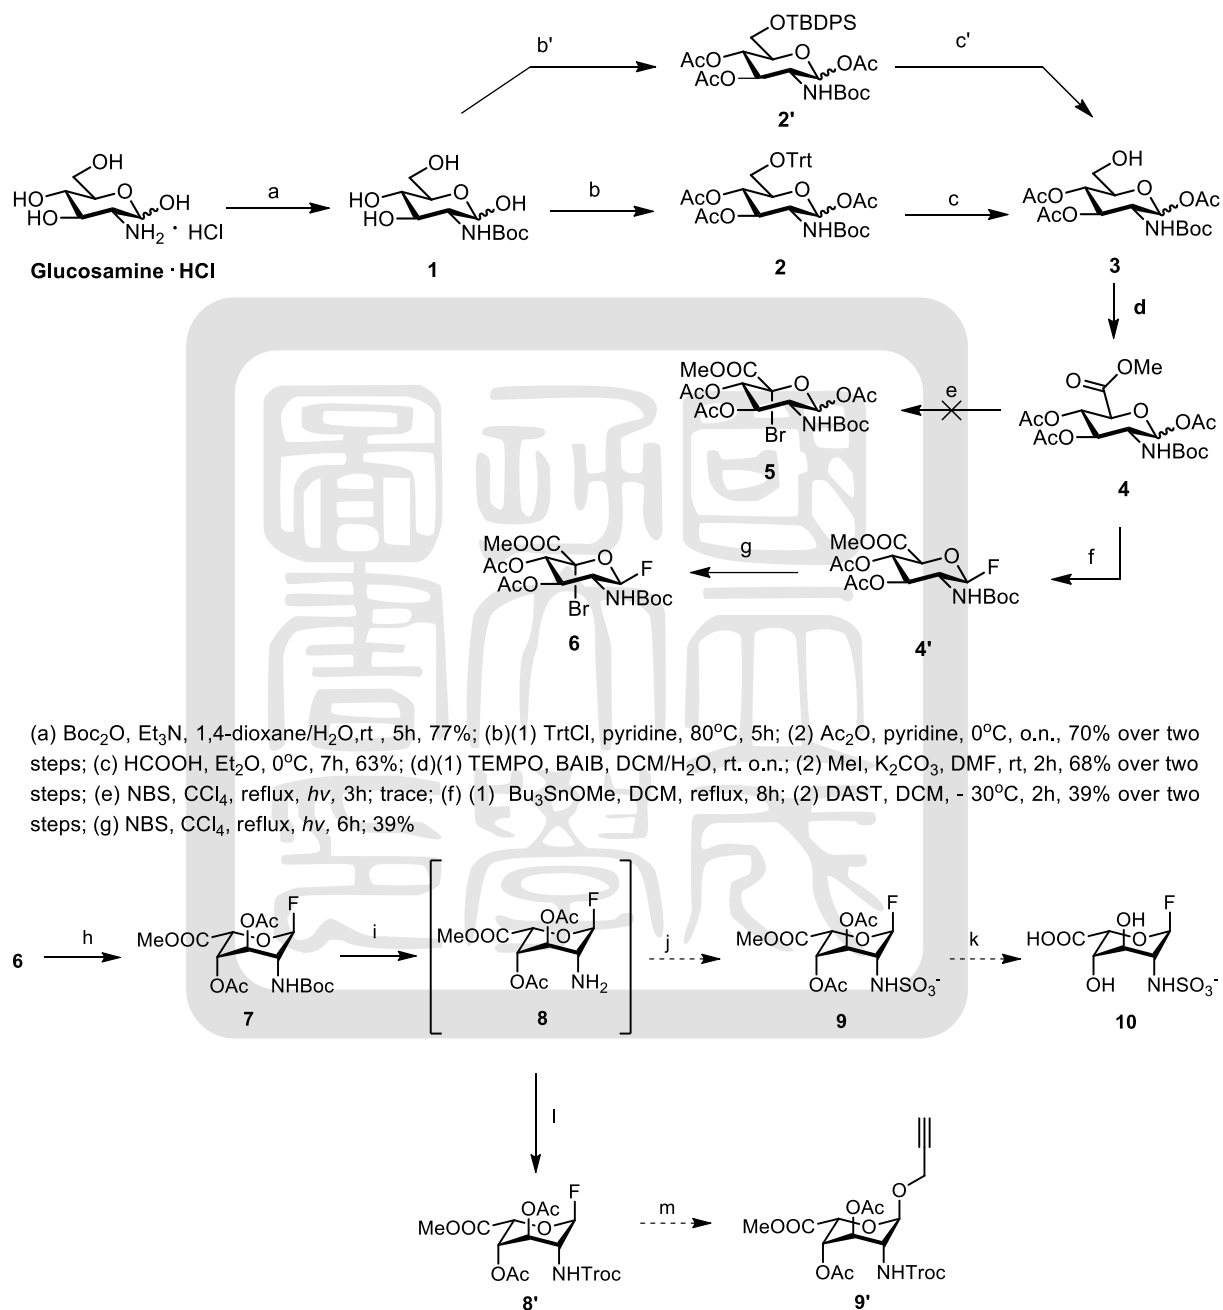 OTBDPS
b'
c'
AcO
O
OAc
AcO
NHBoc
2'
OH
HO
O
OH
HO
NH2 · HCl
Glucosamine · HCl
a
OH
HO
O
OH
HO
NHBoc
1
b
OTrt
AcO
O
OAc
AcO
NHBoc
2
c
OH
AcO
O
OAc
AcO
NHBoc
3
d
MeOOC
AcO
O
OAc
AcO
NHBoc
Br
5
e
OMe
O
AcO
O
OAc
AcO
NHBoc
4
MeOOC
AcO
O
F
AcO
NHBoc
Br
6
g
MeOOC
AcO
O
F
AcO
NHBoc
4'
f
(a) Boc2O, Et3N, 1,4-dioxane/H2O,rt , 5h, 77%; (b)(1) TrtCl, pyridine, 80oC, 5h; (2) Ac2O, pyridine, 0oC, o.n., 70% over two
steps; (c) HCOOH, Et2O, 0oC, 7h, 63%; (d)(1) TEMPO, BAIB, DCM/H2O, rt. o.n.; (2) MeI, K2CO3, DMF, rt, 2h, 68% over two
steps; (e) NBS, CCl4, reflux, hv, 3h; trace; (f) (1) Bu3SnOMe, DCM, reflux, 8h; (2) DAST, DCM, - 30oC, 2h, 39% over two
steps; (g) NBS, CCl4, reflux, hv, 6h; 39%
6
h
F
OAc
MeOOC
O
OAc
NHBoc
7
i
F
OAc
MeOOC
O
OAc
NH2
8
j
F
OAc
MeOOC
O
OAc
NHSO3-
9
k
F
OH
HOOC
O
OH
NHSO3-
10
l
F
OAc
MeOOC
O
OAc
NHTroc
8'
m
O
OAc
MeOOC
O
OAc
NHTroc
9'